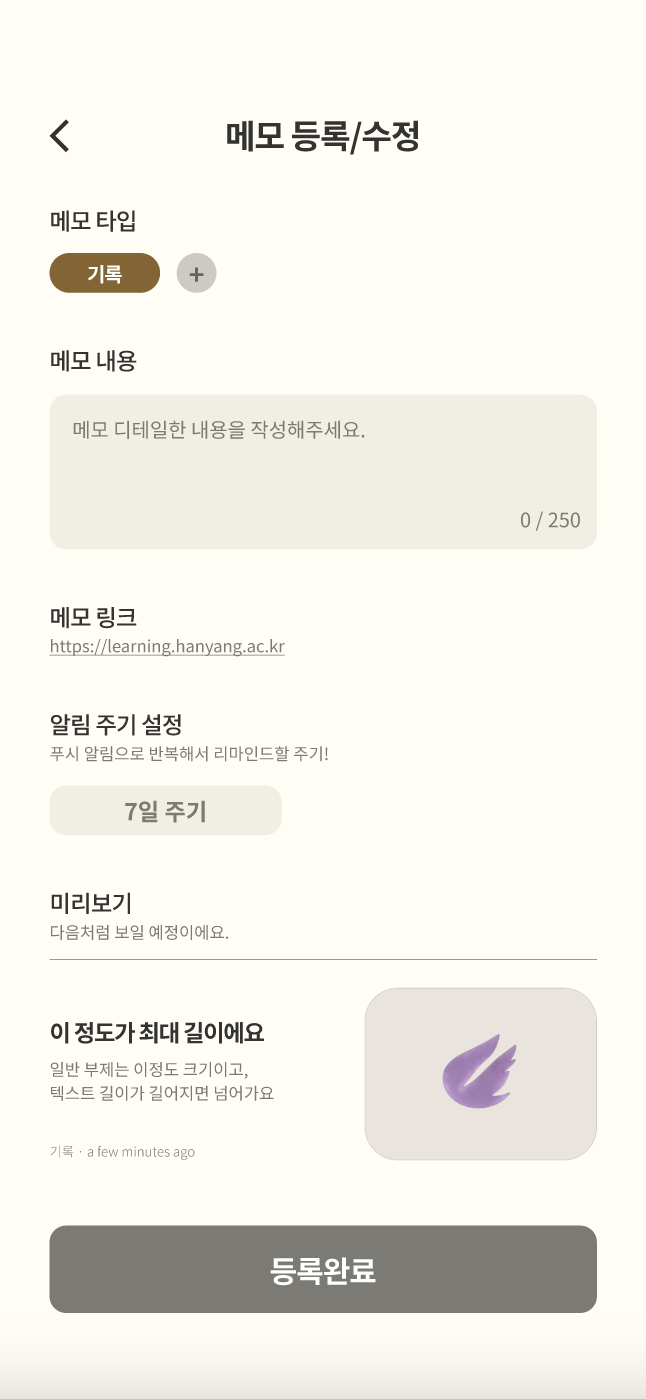 메모 등록/수정
메모 타입
기록
+
메모 내용
메모 디테일한 내용을 작성해주세요.
0 / 250
메모 링크
https://learning.hanyang.ac.kr
알림 주기 설정
푸시 알림으로 반복해서 리마인드할 주기!
7일 주기
미리보기
다음처럼 보일 예정이에요.
이 정도가 최대 길이에요
일반 부제는 이정도 크기이고,
텍스트 길이가 길어지면 넘어가요
기록 · a few minutes ago
등록완료